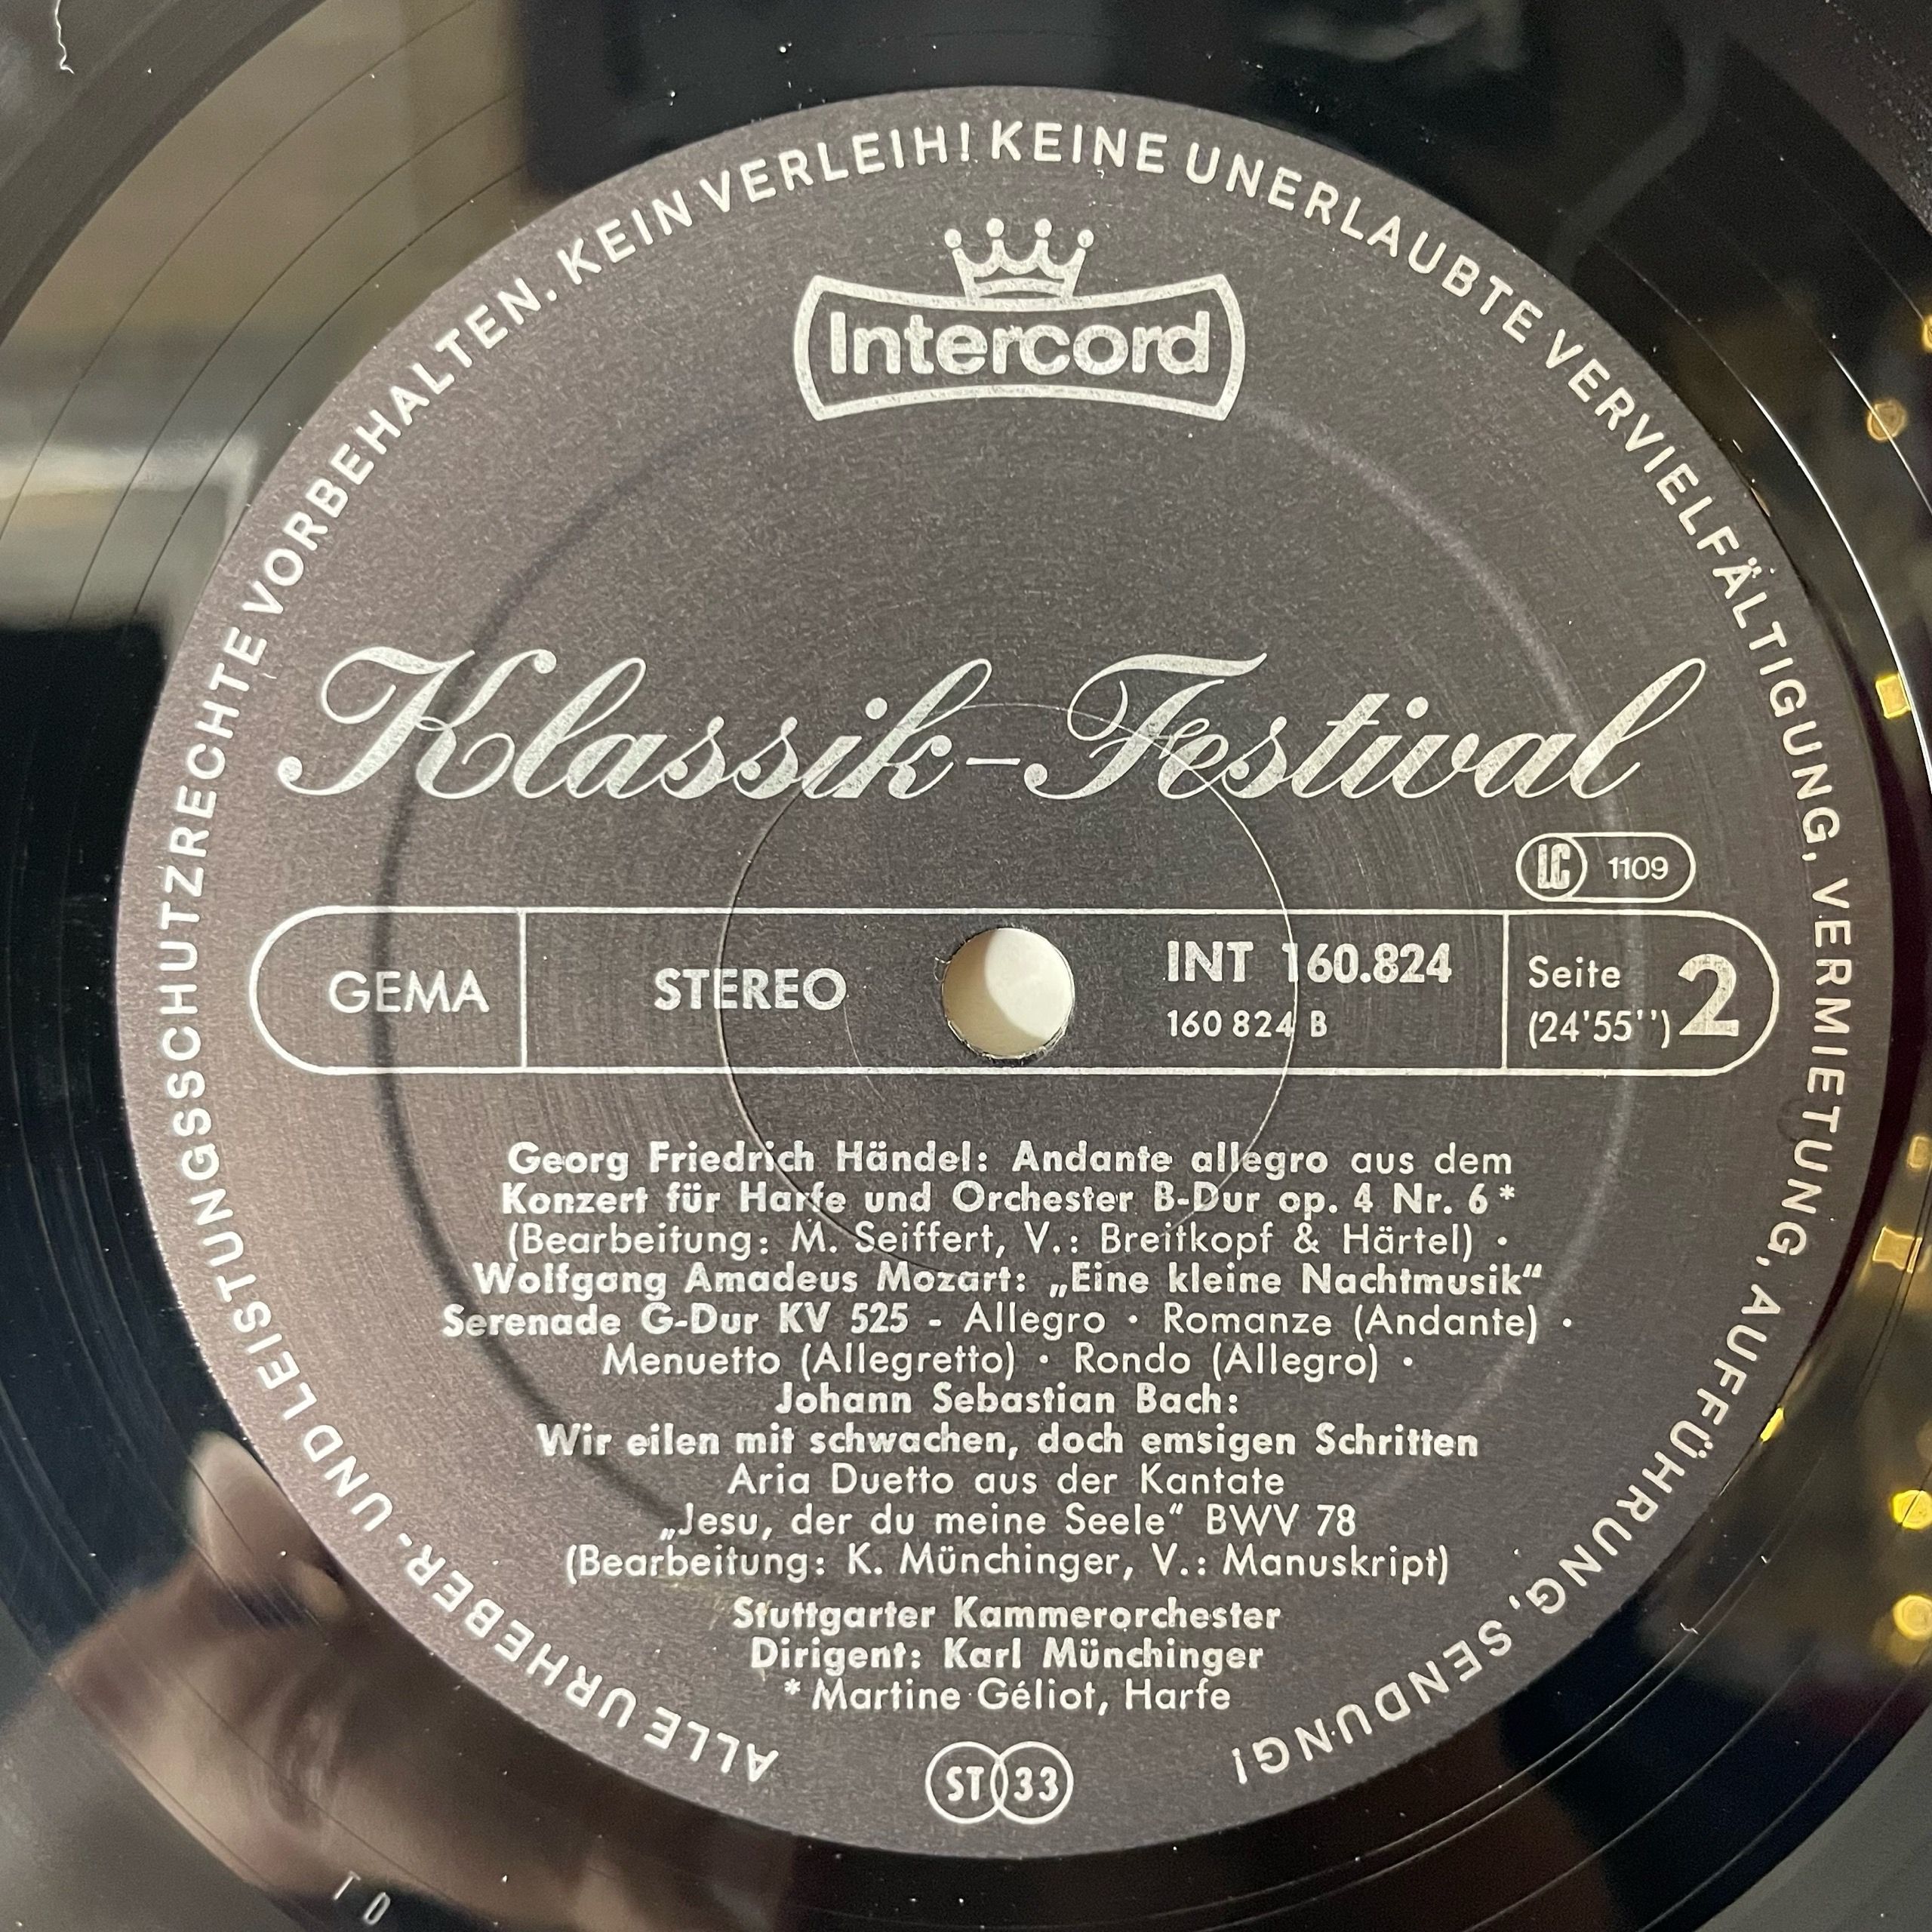 ALLE URHEBER- UND LEISTUNGSSCHUTZRECHTE VORBEHALTEN. KEIN VERLEIH! KEINE UNERLAUBTE VERVIELFÄLTIGUNG, VERMIETUNG, AUFFÜHRUNG, SENDUNG!
Intercord
Klassik-Festival
LC 1109
GEMA
STEREO
INT 160.824
160 824 B
Seite 2
(24'55'')
Georg Friedrich Händel: Andante allegro aus dem
Konzert für Harfe und Orchester B-Dur op. 4 Nr. 6 *
(Bearbeitung: M. Seiffert, V.: Breitkopf & Härtel) ·
Wolfgang Amadeus Mozart: „Eine kleine Nachtmusik“
Serenade G-Dur KV 525 - Allegro · Romanze (Andante) ·
Menuetto (Allegretto) · Rondo (Allegro) ·
Johann Sebastian Bach:
Wir eilen mit schwachen, doch emsigen Schritten
Aria Duetto aus der Kantate
„Jesu, der du meine Seele“ BWV 78
(Bearbeitung: K. Münchinger, V.: Manuskript)
Stuttgarter Kammerorchester
Dirigent: Karl Münchinger
* Martine Géliot, Harfe
ST 33